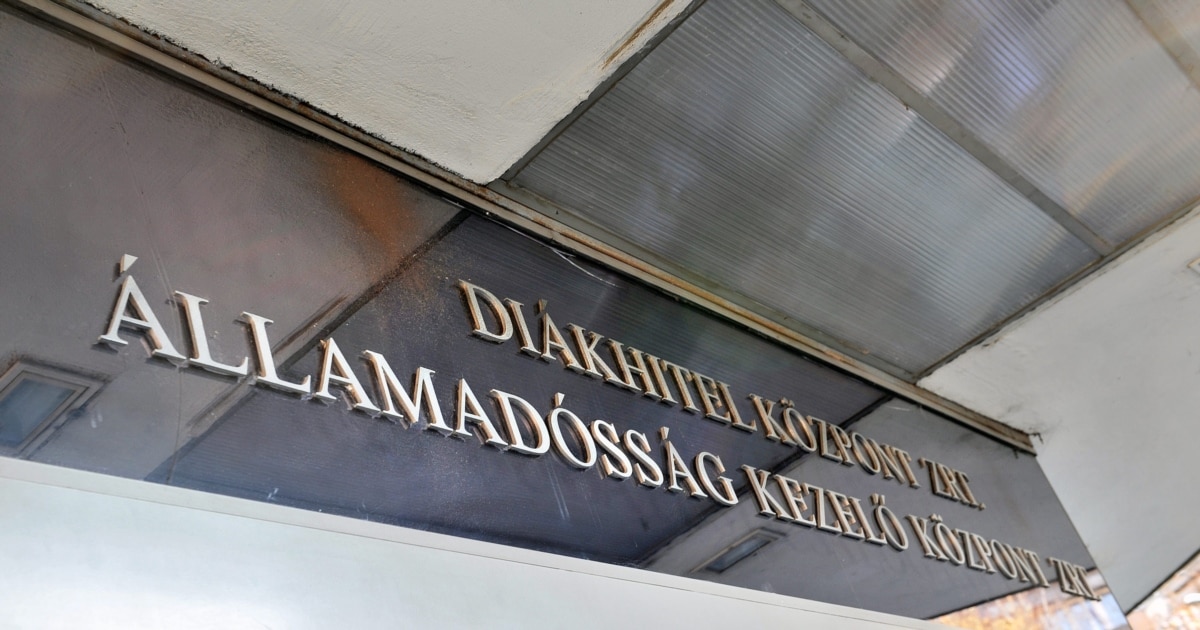 DIÁKHITEL KÖZPONT ZRT.
ÁLLAMADÓSSÁG KEZELŐ KÖZPONT ZRT.